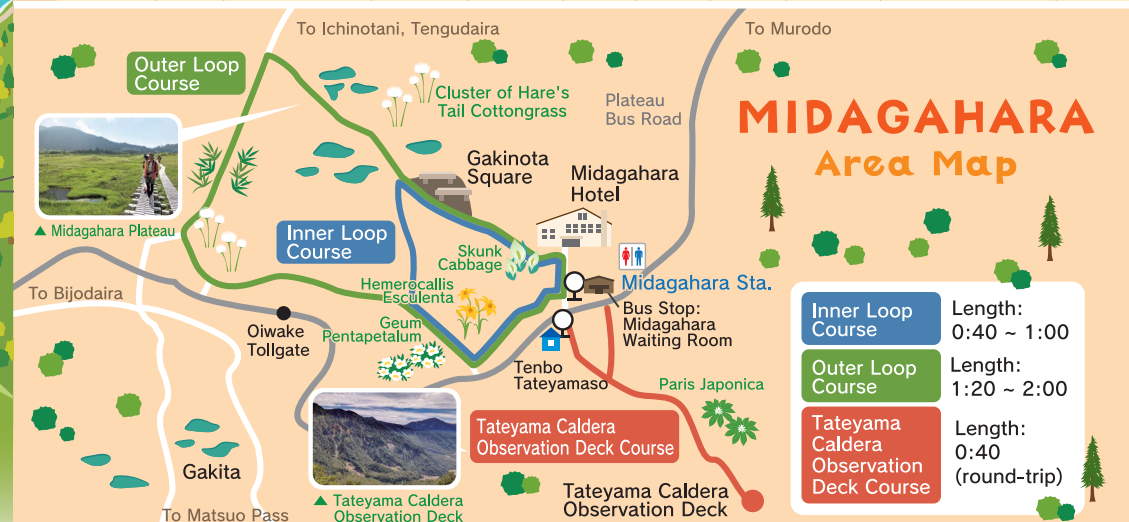 To Ichinotani, Tengudaira
To Murodo
Outer Loop
Course
Cluster of Hare's
Tail Cottongrass
Plateau
Bus Road
MIDAGAHARA
Area Map
Gakinota
Square
Midagahara
Hotel
▲ Midagahara Plateau
Inner Loop
Course
Skunk
Cabbage
Midagahara Sta.
To Bijodaira
Hemerocallis
Esculenta
Bus Stop:
Midagahara
Waiting Room
Geum
Pentapetalum
Oiwake
Tollgate
Tenbo
Tateyamaso
Paris Japonica
Tateyama Caldera
Observation Deck Course
Gakita
Tateyama Caldera
Observation Deck
▲ Tateyama Caldera
Observation Deck
To Matsuo Pass
Inner Loop
Course
Length:
0:40 ~ 1:00
Outer Loop
Course
Length:
1:20 ~ 2:00
Tateyama
Caldera
Observation
Deck Course
Length:
0:40
(round-trip)